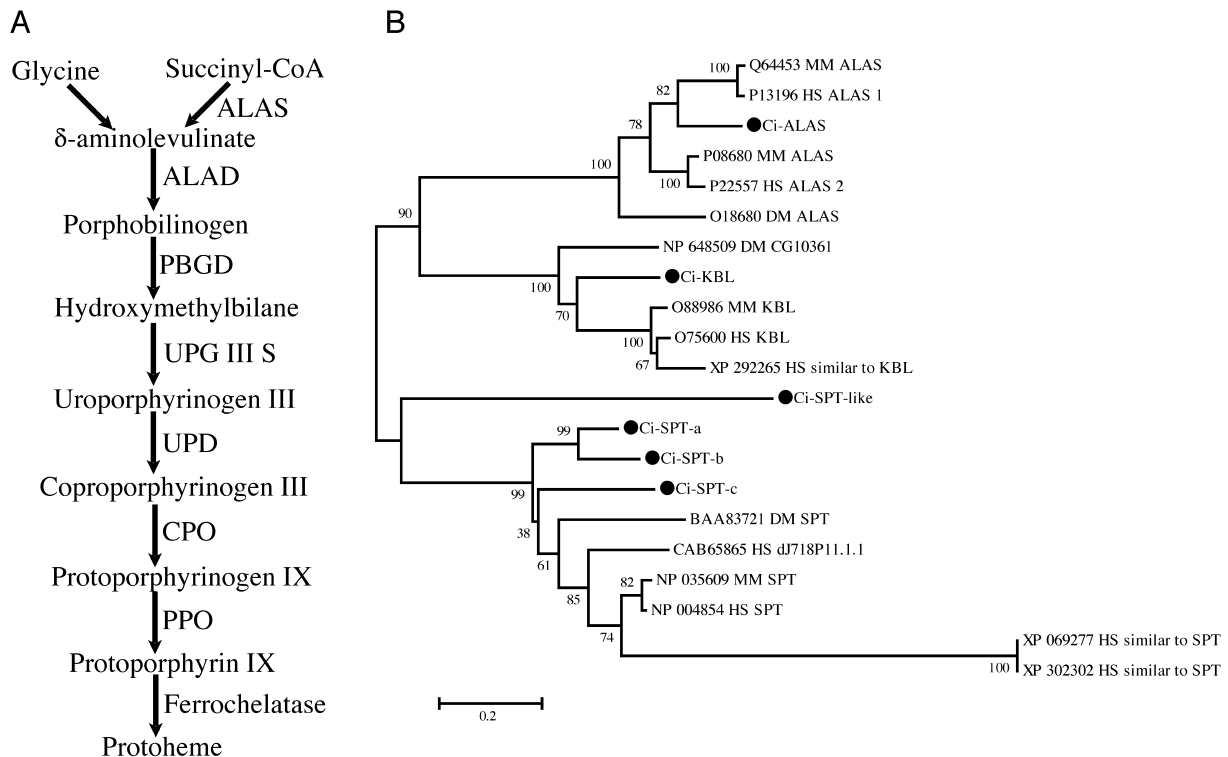 A
Glycine
Succinyl-CoA
ALAS
δ-aminolevulinate
ALAD
Porphobilinogen
PBGD
Hydroxymethylbilane
UPG III S
Uroporphyrinogen III
UPD
Coproporphyrinogen III
CPO
Protoporphyrinogen IX
PPO
Protoporphyrin IX
Ferrochelatase
Protoheme
B
100
Q64453 MM ALAS
P13196 HS ALAS 1
82
Ci-ALAS
78
P08680 MM ALAS
100
P22557 HS ALAS 2
100
O18680 DM ALAS
90
NP 648509 DM CG10361
100
Ci-KBL
70
O88986 MM KBL
100
O75600 HS KBL
67
XP 292265 HS similar to KBL
Ci-SPT-like
99
Ci-SPT-a
Ci-SPT-b
99
Ci-SPT-c
38
BAA83721 DM SPT
61
CAB65865 HS dJ718P11.1.1
85
82
NP 035609 MM SPT
NP 004854 HS SPT
74
XP 069277 HS similar to SPT
100
XP 302302 HS similar to SPT
0.2